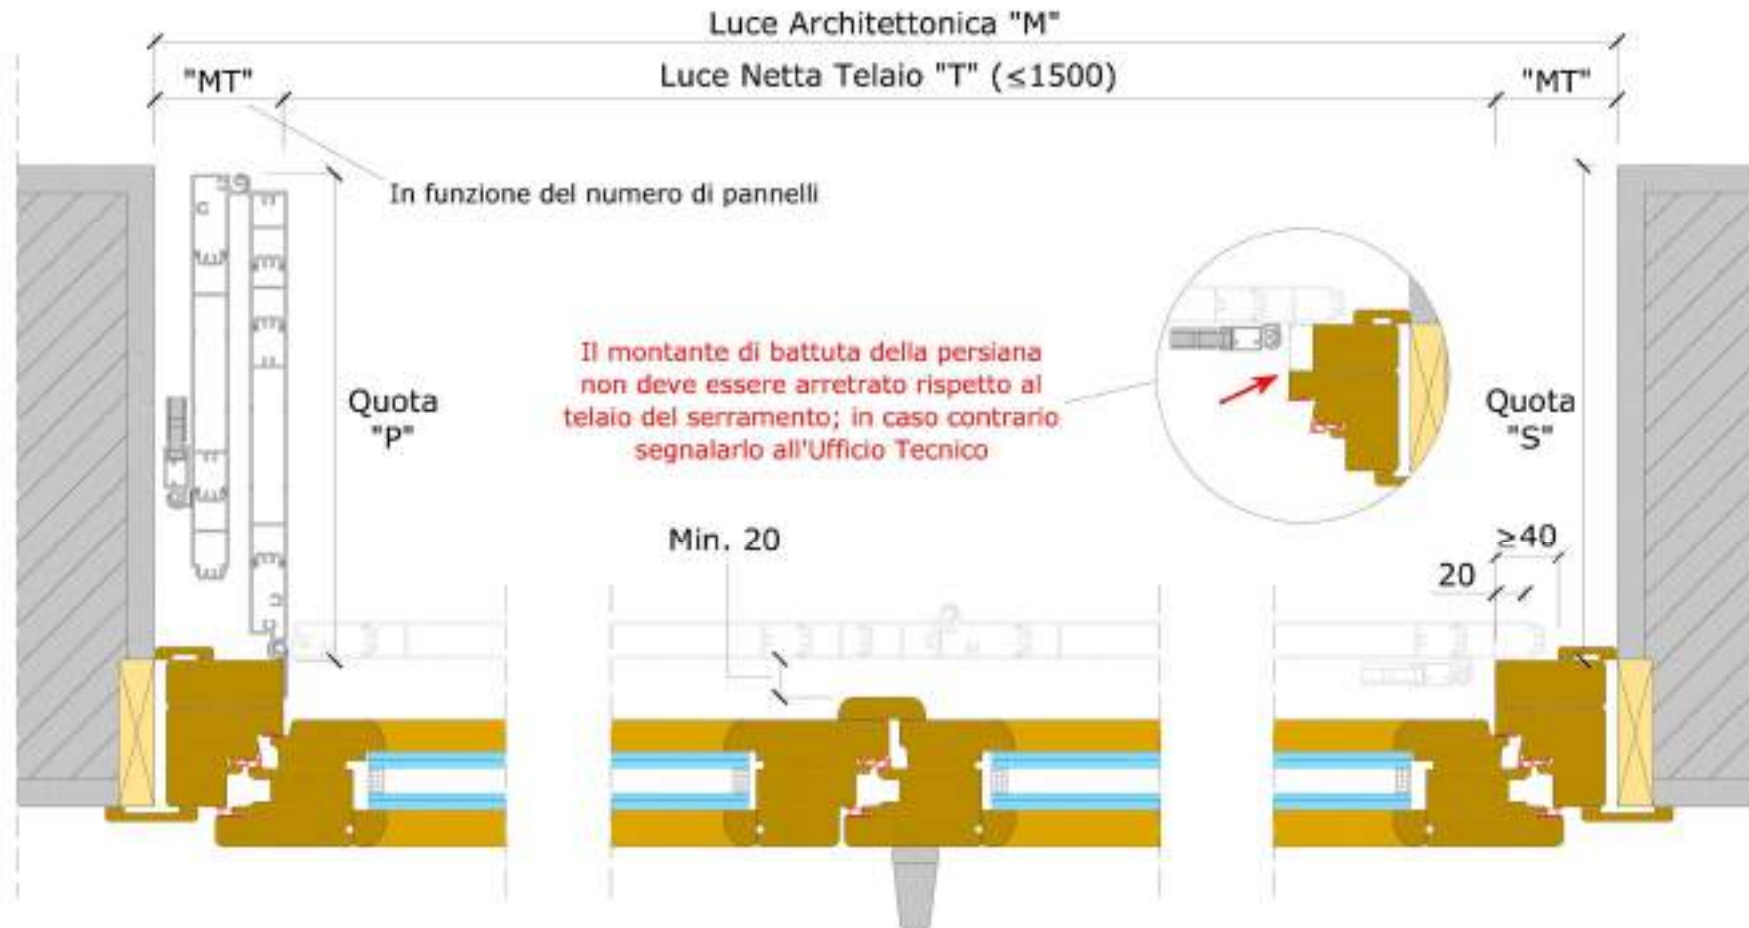 Luce Architettonica "M"
"MT"
Luce Netta Telaio "T" (≤1500)
"MT"
In funzione del numero di pannelli
Il montante di battuta della persiana
non deve essere arretrato rispetto al
telaio del serramento; in caso contrario
segnalarlo all'Ufficio Tecnico
Quota
"P"
Quota
"S"
Min. 20
≥40
20